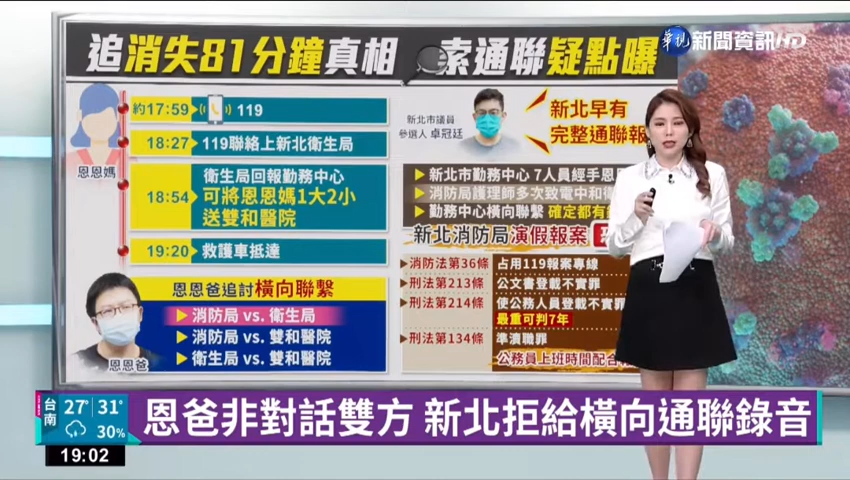 華視新聞資訊HD
追消失81分鐘真相 索通聯疑點曝
約17:59 119
18:27 119聯絡上新北衛生局
18:54 衛生局回報勤務中心
可將恩恩媽1大2小
送雙和醫院
19:20 救護車抵達
恩恩媽
恩恩爸追討橫向聯繫
消防局 vs. 衛生局
消防局 vs. 雙和醫院
衛生局 vs. 雙和醫院
恩恩爸
新北市議員
參選人 卓冠廷
新北早有
完整通聯報
新北市勤務中心 7人員經手恩
消防局護理師多次致電中和衛
勤務中心橫向聯繫 確定都有
新北消防局演假報案
消防法第36條 占用119報案專線
刑法第213條 公文書登載不實罪
刑法第214條 使公務人員登載不實罪
最重可判7年
刑法第134條 準瀆職罪
公務員上班時間配合
恩爸非對話雙方 新北拒給橫向通聯錄音
台南 27° 31°
30%
19:02